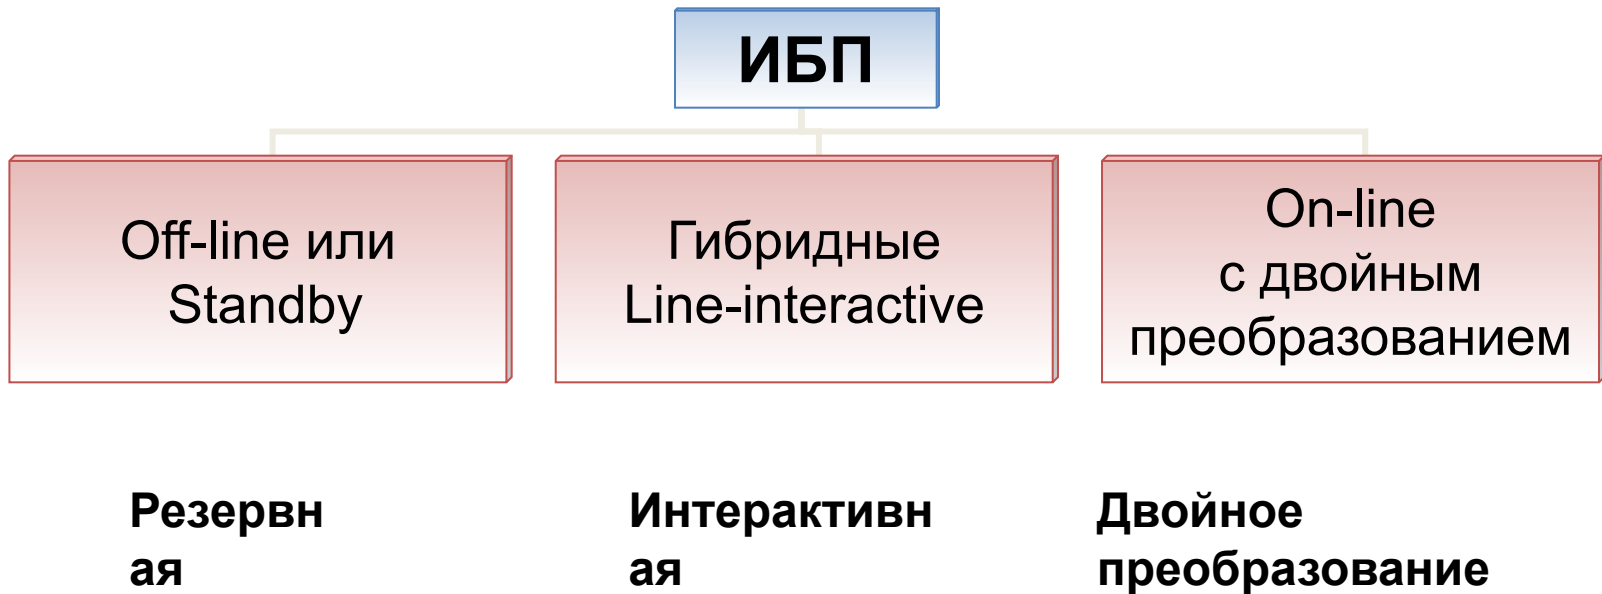 ИБП
Off-line или
Standby
Гибридные
Line-interactive
On-line
с двойным
преобразованием
Резервн
ая
Интерактивн
ая
Двойное
преобразование